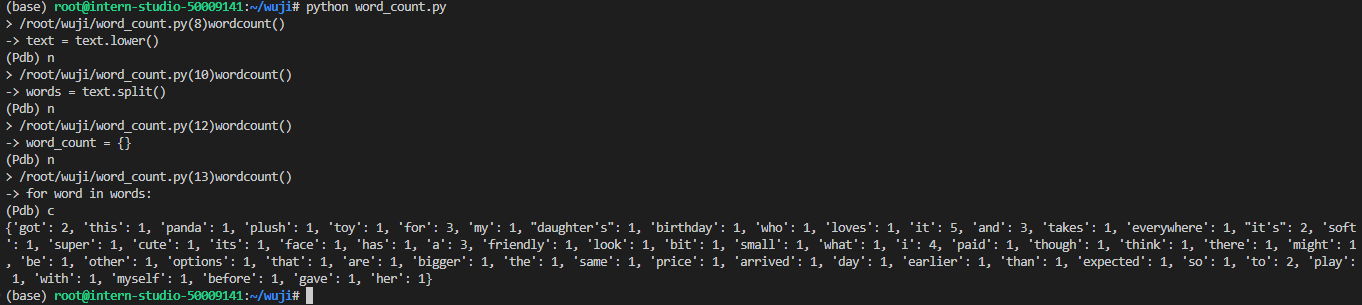 (base) root@intern-studio-50009141:~/wuji# python word_count.py
> /root/wuji/word_count.py(8)wordcount()
-> text = text.lower()
(Pdb) n
> /root/wuji/word_count.py(10)wordcount()
-> words = text.split()
(Pdb) n
> /root/wuji/word_count.py(12)wordcount()
-> word_count = {}
(Pdb) n
> /root/wuji/word_count.py(13)wordcount()
-> for word in words:
(Pdb) c
{'got': 2, 'this': 1, 'panda': 1, 'plush': 1, 'toy': 1, 'for': 3, 'my': 1, "daughter's": 1, 'birthday': 1, 'who': 1, 'loves': 1, 'it': 5, 'and': 3, 'takes': 1, 'everywhere': 1, "it's": 2, 'soft
': 1, 'super': 1, 'cute': 1, 'its': 1, 'face': 1, 'has': 1, 'a': 3, 'friendly': 1, 'look': 1, 'bit': 1, 'small': 1, 'what': 1, 'i': 4, 'paid': 1, 'though': 1, 'think': 1, 'there': 1, 'might': 1
, 'be': 1, 'other': 1, 'options': 1, 'that': 1, 'are': 1, 'bigger': 1, 'the': 1, 'same': 1, 'price': 1, 'arrived': 1, 'day': 1, 'earlier': 1, 'than': 1, 'expected': 1, 'so': 1, 'to': 2, 'play':
1, 'with': 1, 'myself': 1, 'before': 1, 'gave': 1, 'her': 1}
(base) root@intern-studio-50009141:~/wuji#